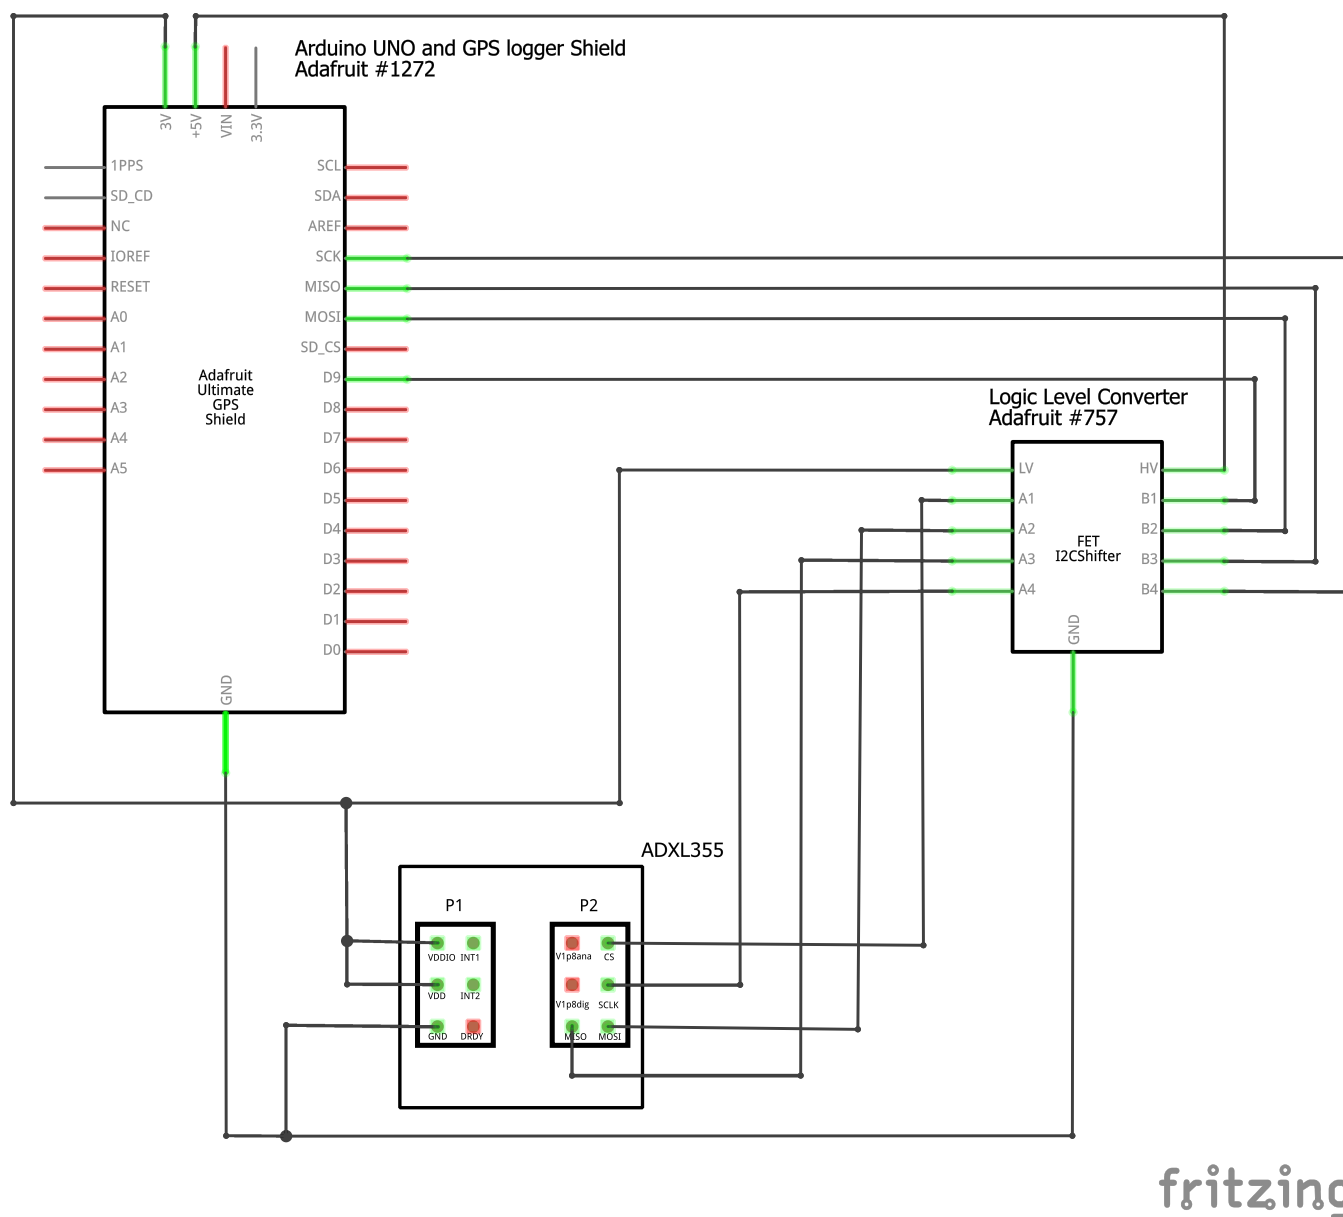 Arduino UNO and GPS logger Shield
Adafruit #1272
3V
+5V
VIN
3.3V
1PPS
SD_CD
NC
IOREF
RESET
A0
A1
A2
A3
A4
A5
SCL
SDA
AREF
SCK
MISO
MOSI
SD_CS
D9
D8
D7
D6
D5
D4
D3
D2
D1
D0
Adafruit
Ultimate
GPS
Shield
GND
Logic Level Converter
Adafruit #757
LV
A1
A2
A3
A4
HV
B1
B2
B3
B4
FET
I2CShifter
GND
ADXL355
P1
VDDIO INT1
VDD INT2
GND DRDY
P2
V1p8ana CS
V1p8dig SCLK
MISO MOSI
fritzing